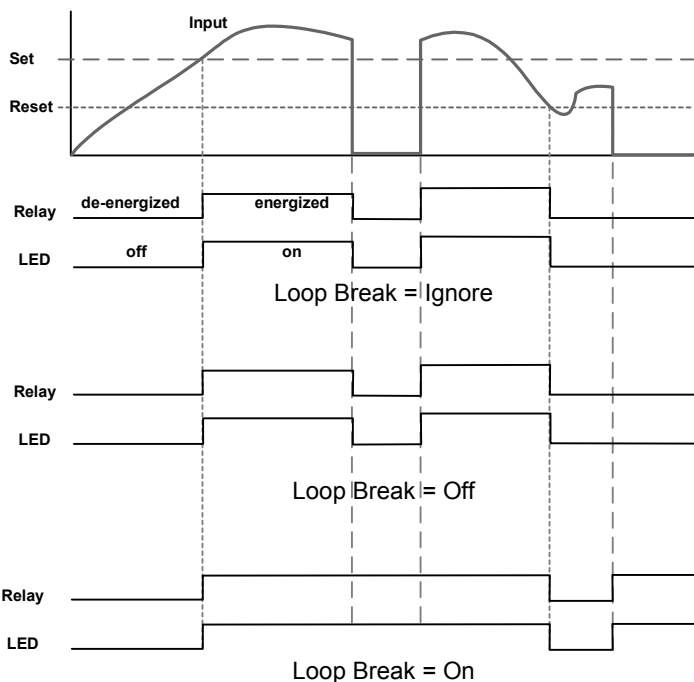 Input
Set
Reset
Relay de-energized energized
LED off on
Loop Break = Ignore
Relay
LED
Loop Break = Off
Relay
LED
Loop Break = On